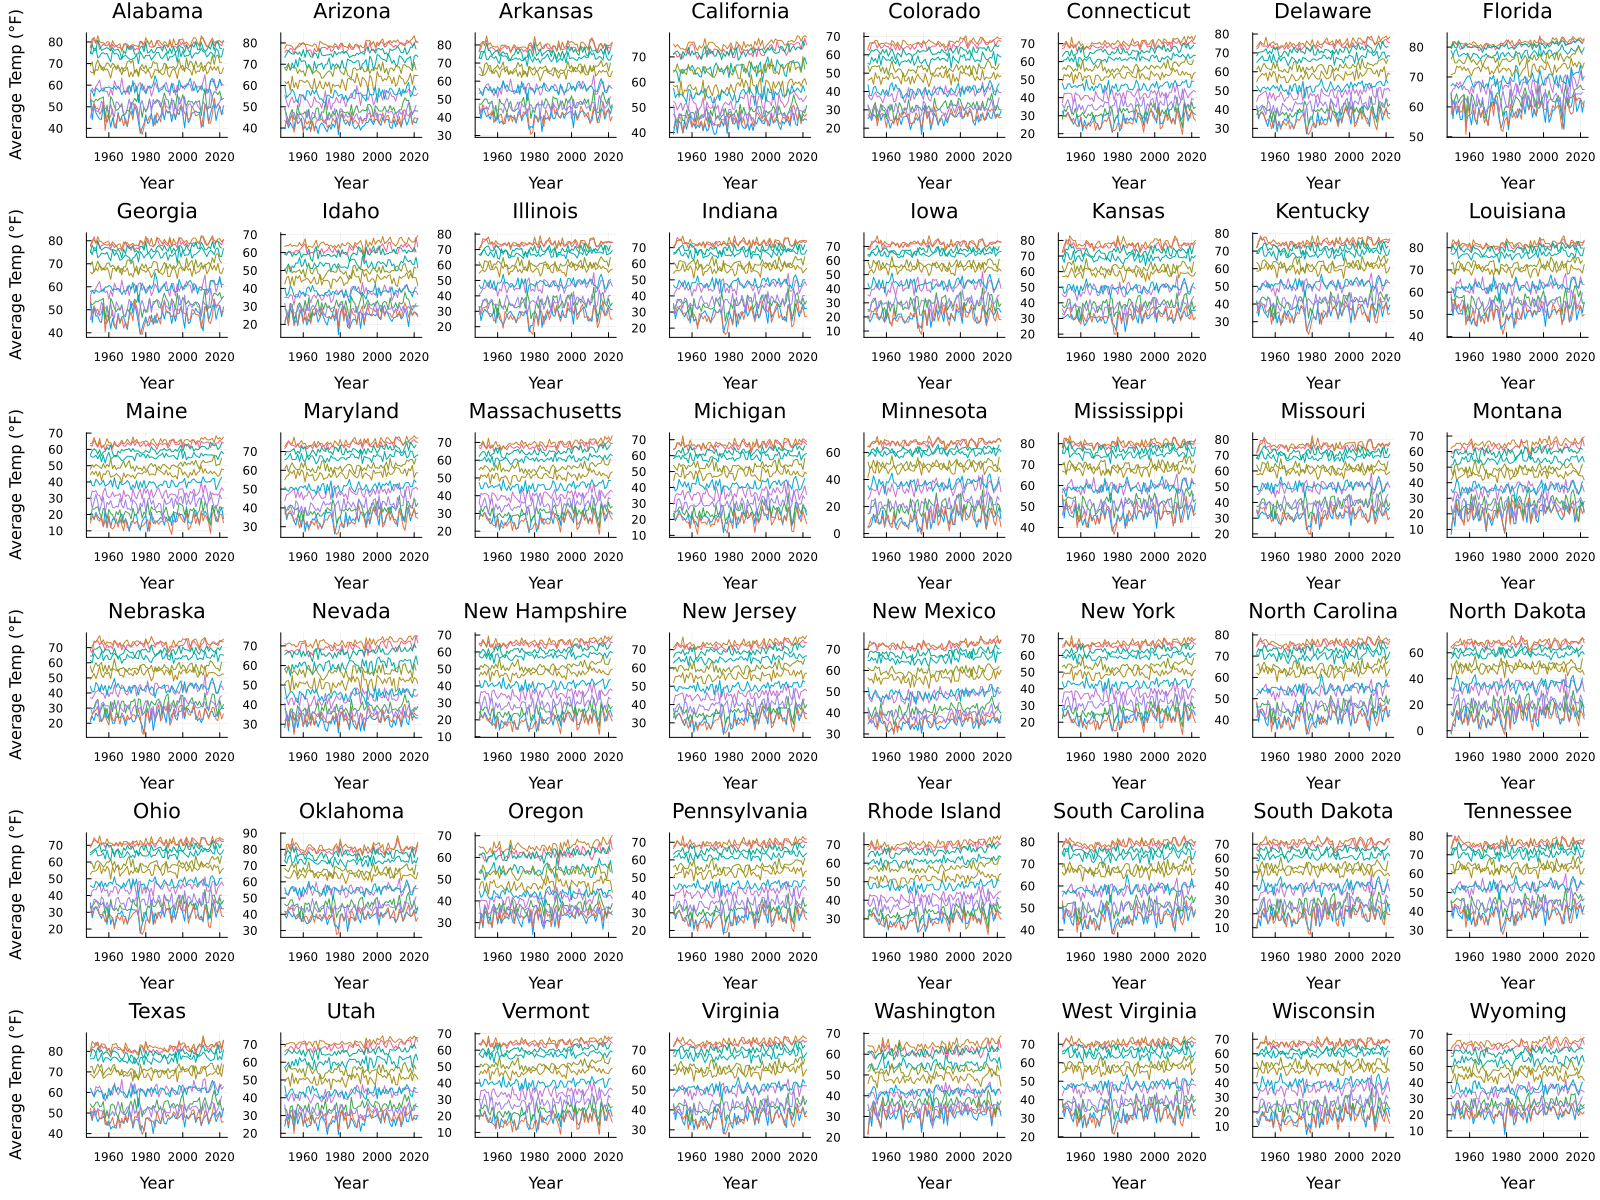 Alabama Arizona Arkansas California Colorado Connecticut Delaware Florida
Average Temp (°F)
80 70 60 50 40
80 70 60 50 40
80 70 60 50 40 30
70 60 50 40
70 60 50 40 30 20
70 60 50 40 30 20
80 70 60 50 40 30
80 70 60 50
1960 1980 2000 2020 1960 1980 2000 2020 1960 1980 2000 2020 1960 1980 2000 2020 1960 1980 2000 2020 1960 1980 2000 2020 1960 1980 2000 2020 1960 1980 2000 2020
Year Year Year Year Year Year Year Year
Georgia Idaho Illinois Indiana Iowa Kansas Kentucky Louisiana
Average Temp (°F)
80 70 60 50 40
70 60 50 40 30 20
80 70 60 50 40 30 20
70 60 50 40 30 20
70 60 50 40 30 20 10
80 70 60 50 40 30 20
80 70 60 50 40 30
80 70 60 50 40
1960 1980 2000 2020 1960 1980 2000 2020 1960 1980 2000 2020 1960 1980 2000 2020 1960 1980 2000 2020 1960 1980 2000 2020 1960 1980 2000 2020 1960 1980 2000 2020
Year Year Year Year Year Year Year Year
Maine Maryland Massachusetts Michigan Minnesota Mississippi Missouri Montana
Average Temp (°F)
70 60 50 40 30 20 10
70 60 50 40 30
70 60 50 40 30 20
70 60 50 40 30 20 10
60 40 20 0
80 70 60 50 40
80 70 60 50 40 30 20
70 60 50 40 30 20 10
1960 1980 2000 2020 1960 1980 2000 2020 1960 1980 2000 2020 1960 1980 2000 2020 1960 1980 2000 2020 1960 1980 2000 2020 1960 1980 2000 2020 1960 1980 2000 2020
Year Year Year Year Year Year Year Year
Nebraska Nevada New Hampshire New Jersey New Mexico New York North Carolina North Dakota
Average Temp (°F)
70 60 50 40 30 20
70 60 50 40 30
70 60 50 40 30 20 10
70 60 50 40 30
70 60 50 40 30
70 60 50 40 30 20
80 70 60 50 40
60 40 20 0
1960 1980 2000 2020 1960 1980 2000 2020 1960 1980 2000 2020 1960 1980 2000 2020 1960 1980 2000 2020 1960 1980 2000 2020 1960 1980 2000 2020 1960 1980 2000 2020
Year Year Year Year Year Year Year Year
Ohio Oklahoma Oregon Pennsylvania Rhode Island South Carolina South Dakota Tennessee
Average Temp (°F)
70 60 50 40 30 20
90 80 70 60 50 40 30
70 60 50 40 30
70 60 50 40 30 20
70 60 50 40 30
80 70 60 50 40
70 60 50 40 30 20 10
80 70 60 50 40 30
1960 1980 2000 2020 1960 1980 2000 2020 1960 1980 2000 2020 1960 1980 2000 2020 1960 1980 2000 2020 1960 1980 2000 2020 1960 1980 2000 2020 1960 1980 2000 2020
Year Year Year Year Year Year Year Year
Texas Utah Vermont Virginia Washington West Virginia Wisconsin Wyoming
Average Temp (°F)
80 70 60 50 40
70 60 50 40 30 20
70 60 50 40 30 20 10
70 60 50 40 30
70 60 50 40 30 20
70 60 50 40 30 20
70 60 50 40 30 20 10
70 60 50 40 30 20 10
1960 1980 2000 2020 1960 1980 2000 2020 1960 1980 2000 2020 1960 1980 2000 2020 1960 1980 2000 2020 1960 1980 2000 2020 1960 1980 2000 2020 1960 1980 2000 2020
Year Year Year Year Year Year Year Year